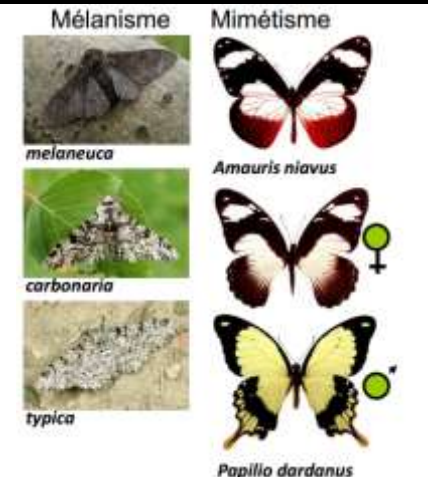 Mélanisme
Mimétisme
melaneuca
carbonaria
typica
Amauris niavus
Papilio dardanus